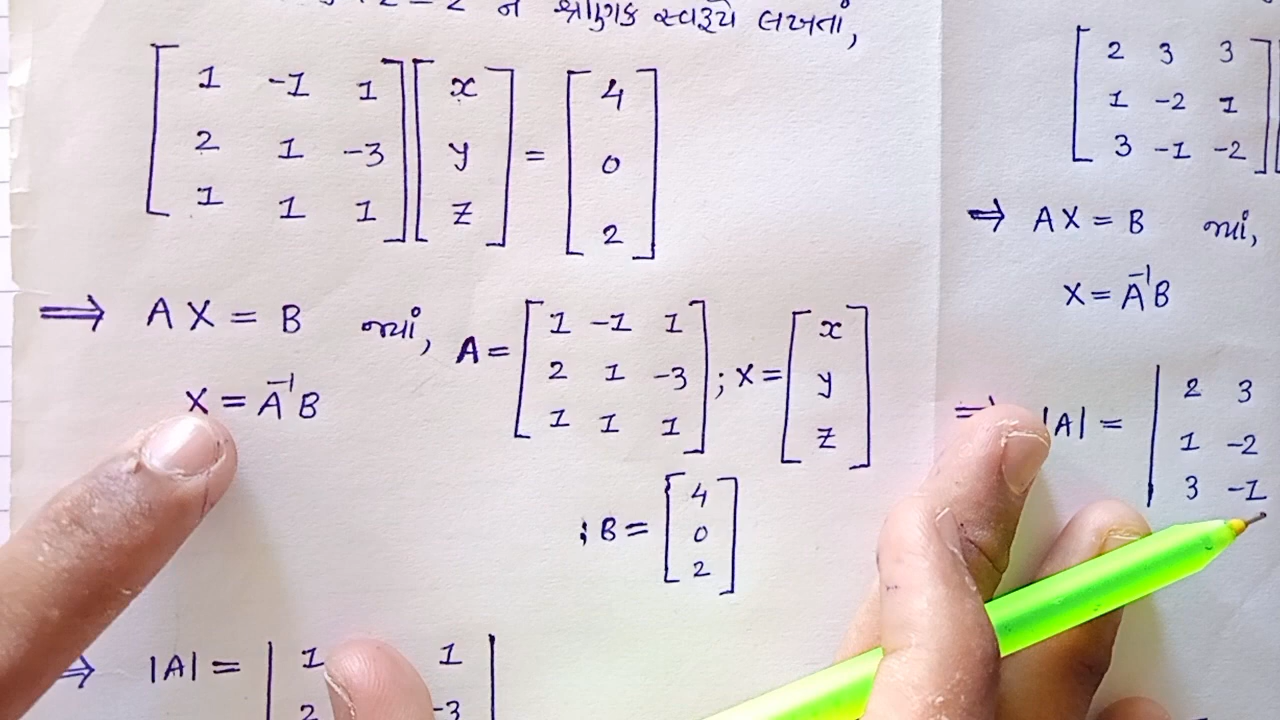 ને શ્રેણિક સ્વરૂપે લખતાં,
[1 -1 1; 2 1 -3; 1 1 1] [x; y; z] = [4; 0; 2]
⇒ AX = B જ્યાં, A = [1 -1 1; 2 1 -3; 1 1 1] ; X = [x; y; z]
X = A⁻¹B
; B = [4; 0; 2]
⇒ |A| = | 1 1
2 -3
[2 3 3; 1 -2 1; 3 -1 -2]
⇒ AX = B જ્યાં,
X = A⁻¹B
⇒ |A| = | 2 3
1 -2
3 -1